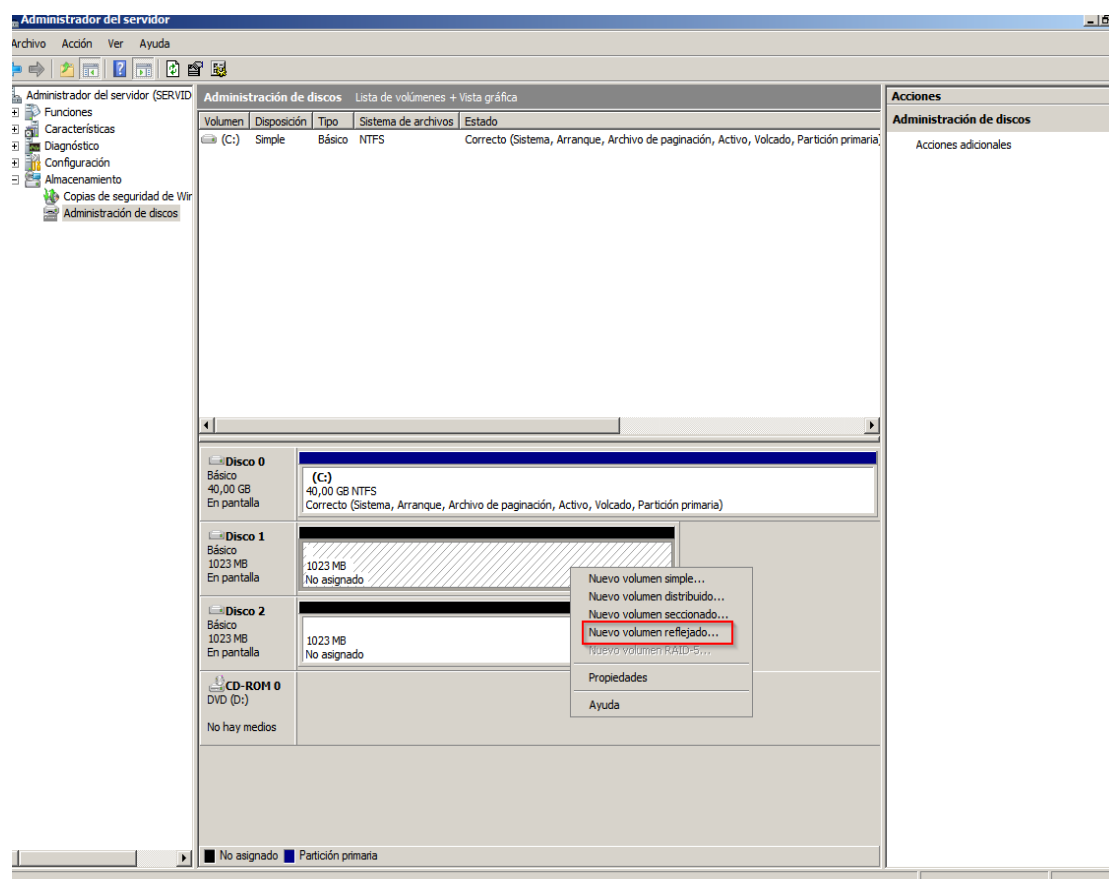 Administrador del servidor
Archivo Acción Ver Ayuda
Administrador del servidor (SERVID
Funciones
Características
Diagnóstico
Configuración
Almacenamiento
Copias de seguridad de Wir
Administración de discos
Administración de discos Lista de volúmenes + Vista gráfica
Volumen Disposición Tipo Sistema de archivos Estado
(C:) Simple Básico NTFS Correcto (Sistema, Arranque, Archivo de paginación, Activo, Volcado, Partición primaria)
Disco 0
Básico
40,00 GB
En pantalla
(C:)
40,00 GB NTFS
Correcto (Sistema, Arranque, Archivo de paginación, Activo, Volcado, Partición primaria)
Disco 1
Básico
1023 MB
En pantalla
1023 MB
No asignado
Disco 2
Básico
1023 MB
En pantalla
1023 MB
No asignado
CD-ROM 0
DVD (D:)
No hay medios
Nuevo volumen simple...
Nuevo volumen distribuido...
Nuevo volumen seccionado...
Nuevo volumen reflejado...
Nuevo volumen RAID-5...
Propiedades
Ayuda
No asignado Partición primaria
Acciones
Administración de discos
Acciones adicionales